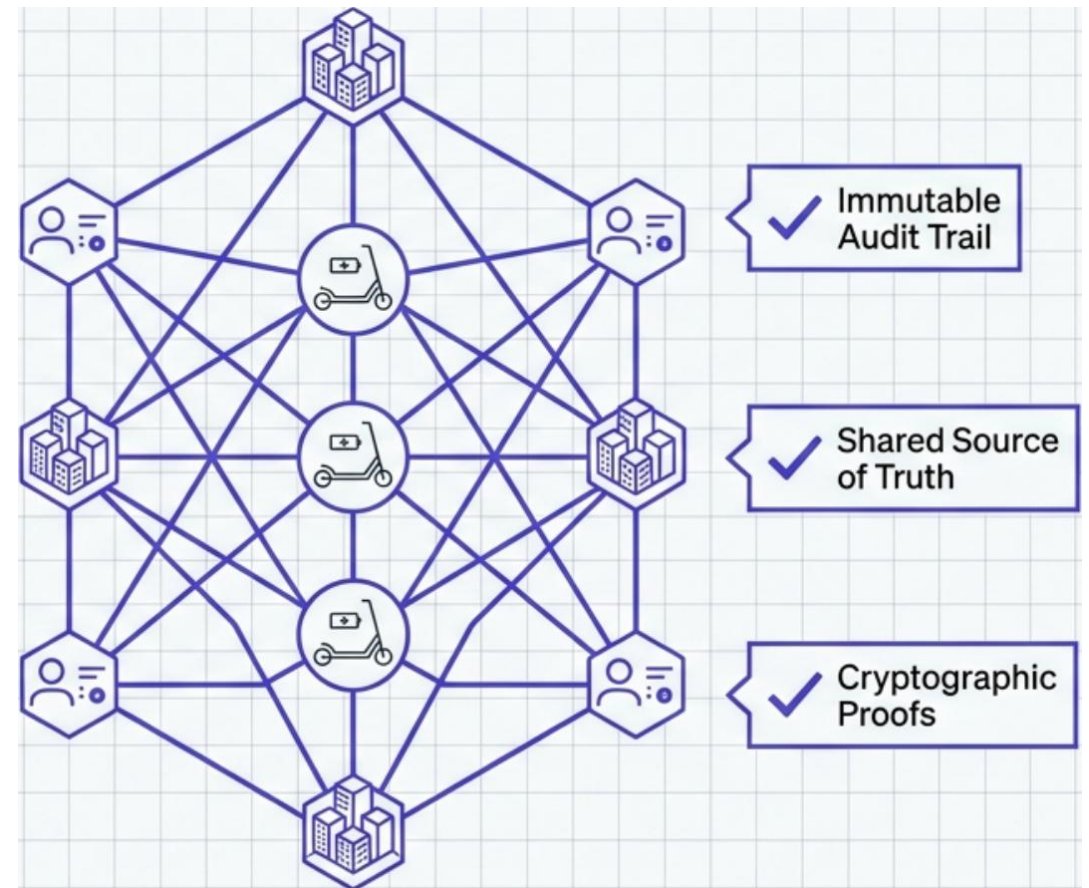 Immutable
Audit Trail
Shared Source
of Truth
Cryptographic
Proofs